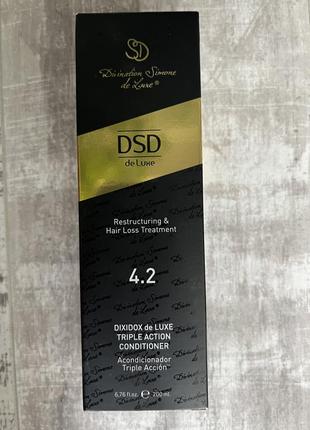 SD
Divination Simone
de Luxe®
DSD
de Luxe
Restructuring &
Hair Loss Treatment
4.2
DIXIDOX de LUXE
TRIPLE ACTION
CONDITIONER
Acondicionador
Triple Acción
6,76 fl.oz. ℮ 200 ml.